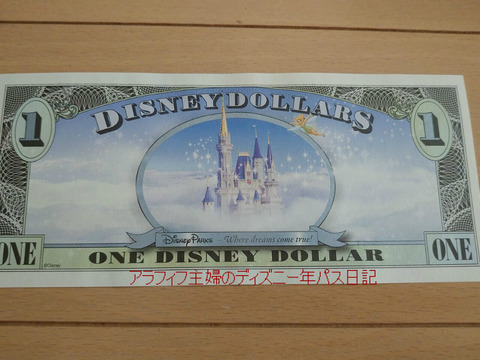 DISNEY DOLLARS
1 1
Disney Parks Where dreams come true!
ONE ONE DISNEY DOLLAR ONE
©Disney
アラフィフ主婦のディズニー年パス日記